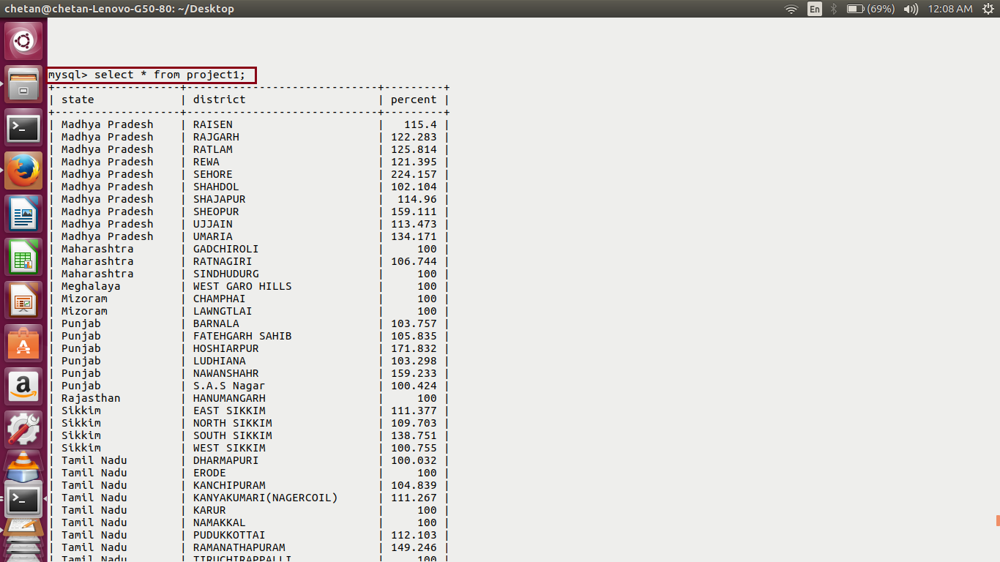 chetan@chetan-Lenovo-G50-80: ~/Desktop En (69%) 12:08 AM
mysql> select * from project1;
+-------------------+-----------------------------+---------+
| state             | district                    | percent |
+-------------------+-----------------------------+---------+
| Madhya Pradesh    | RAISEN                      |   115.4 |
| Madhya Pradesh    | RAJGARH                     | 122.283 |
| Madhya Pradesh    | RATLAM                      | 125.814 |
| Madhya Pradesh    | REWA                        | 121.395 |
| Madhya Pradesh    | SEHORE                      | 224.157 |
| Madhya Pradesh    | SHAHDOL                     | 102.104 |
| Madhya Pradesh    | SHAJAPUR                    |  114.96 |
| Madhya Pradesh    | SHEOPUR                     | 159.111 |
| Madhya Pradesh    | UJJAIN                      | 113.473 |
| Madhya Pradesh    | UMARIA                      | 134.171 |
| Maharashtra       | GADCHIROLI                  |     100 |
| Maharashtra       | RATNAGIRI                   | 106.744 |
| Maharashtra       | SINDHUDURG                  |     100 |
| Meghalaya         | WEST GARO HILLS             |     100 |
| Mizoram           | CHAMPHAI                    |     100 |
| Mizoram           | LAWNGTLAI                   |     100 |
| Punjab            | BARNALA                     | 103.757 |
| Punjab            | FATEHGARH SAHIB             | 105.835 |
| Punjab            | HOSHIARPUR                  | 171.832 |
| Punjab            | LUDHIANA                    | 103.298 |
| Punjab            | NAWANSHAHR                  | 159.233 |
| Punjab            | S.A.S Nagar                 | 100.424 |
| Rajasthan         | HANUMANGARH                 |     100 |
| Sikkim            | EAST SIKKIM                 | 111.377 |
| Sikkim            | NORTH SIKKIM                | 109.703 |
| Sikkim            | SOUTH SIKKIM                | 138.751 |
| Sikkim            | WEST SIKKIM                 | 100.755 |
| Tamil Nadu        | DHARMAPURI                  | 100.032 |
| Tamil Nadu        | ERODE                       |     100 |
| Tamil Nadu        | KANCHIPURAM                 | 104.839 |
| Tamil Nadu        | KANYAKUMARI(NAGERCOIL)      | 111.267 |
| Tamil Nadu        | KARUR                       |     100 |
| Tamil Nadu        | NAMAKKAL                    |     100 |
| Tamil Nadu        | PUDUKKOTTAI                 | 112.103 |
| Tamil Nadu        | RAMANATHAPURAM              | 149.246 |
| Tamil Nadu        | TIRUCHIRAPPALLI             |     100 |